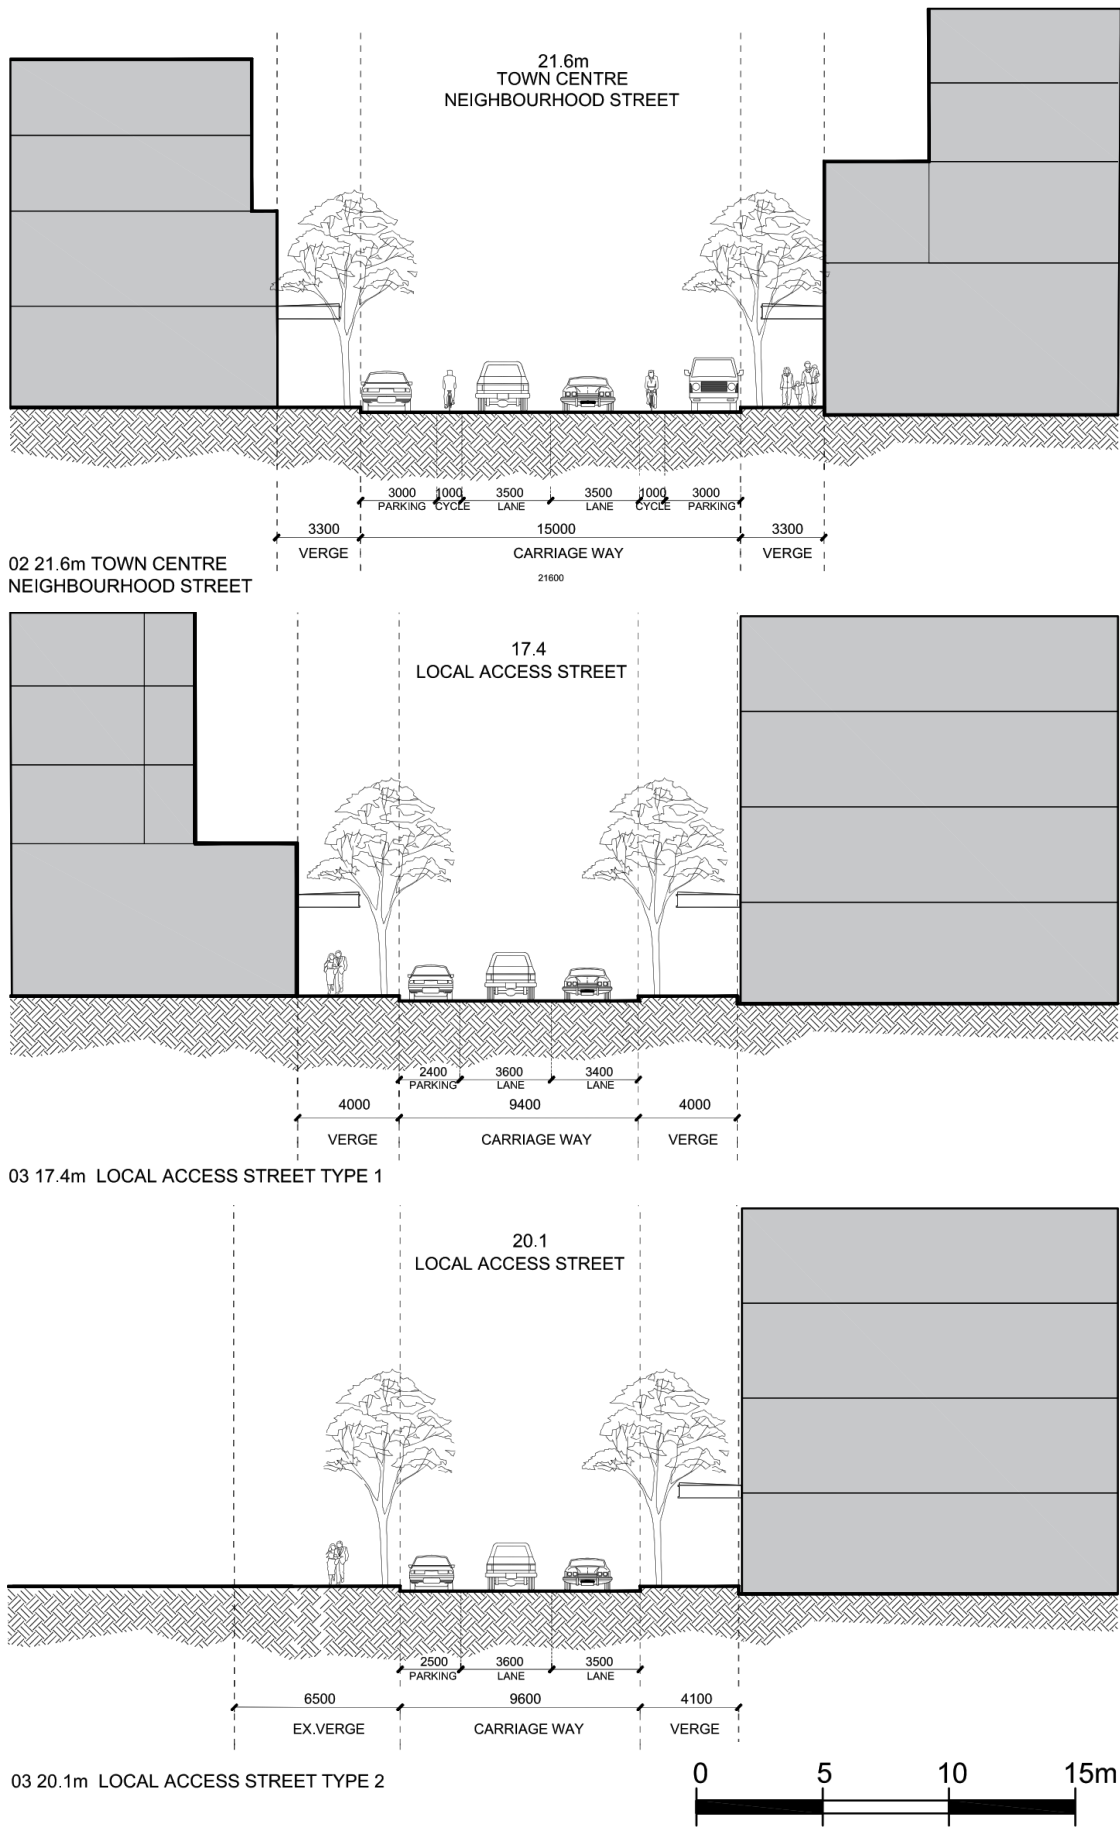 21.6m
TOWN CENTRE
NEIGHBOURHOOD STREET
3000 1000 3500 3500 1000 3000
PARKING CYCLE LANE LANE CYCLE PARKING
3300 15000 3300
VERGE CARRIAGE WAY VERGE
21600
02 21.6m TOWN CENTRE
NEIGHBOURHOOD STREET
17.4
LOCAL ACCESS STREET
2400 3600 3400
PARKING LANE LANE
4000 9400 4000
VERGE CARRIAGE WAY VERGE
03 17.4m LOCAL ACCESS STREET TYPE 1
20.1
LOCAL ACCESS STREET
2500 3600 3500
PARKING LANE LANE
6500 9600 4100
EX.VERGE CARRIAGE WAY VERGE
03 20.1m LOCAL ACCESS STREET TYPE 2
0 5 10 15m